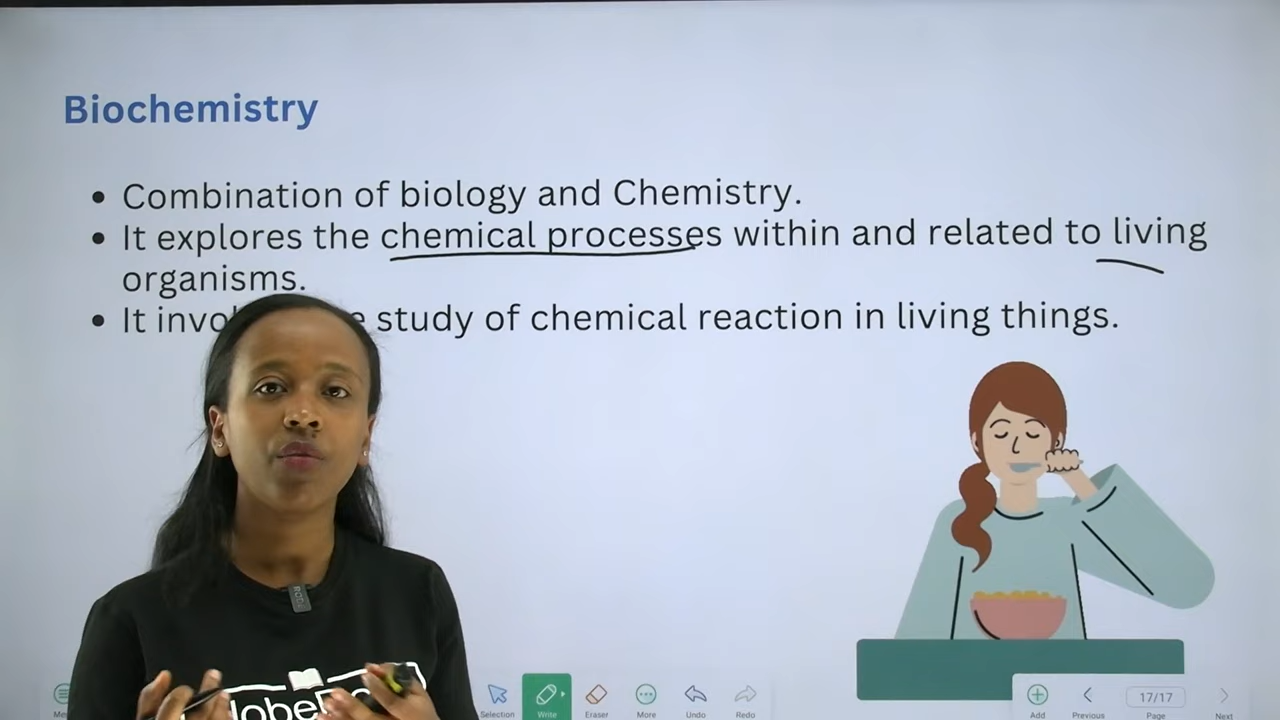 Biochemistry
• Combination of biology and Chemistry.
• It explores the chemical processes within and related to living
organisms.
• It study of chemical reaction in living things.
Selection
Write
Eraser
More
Undo
Redo
Add
Previous
17/17
Page
Next